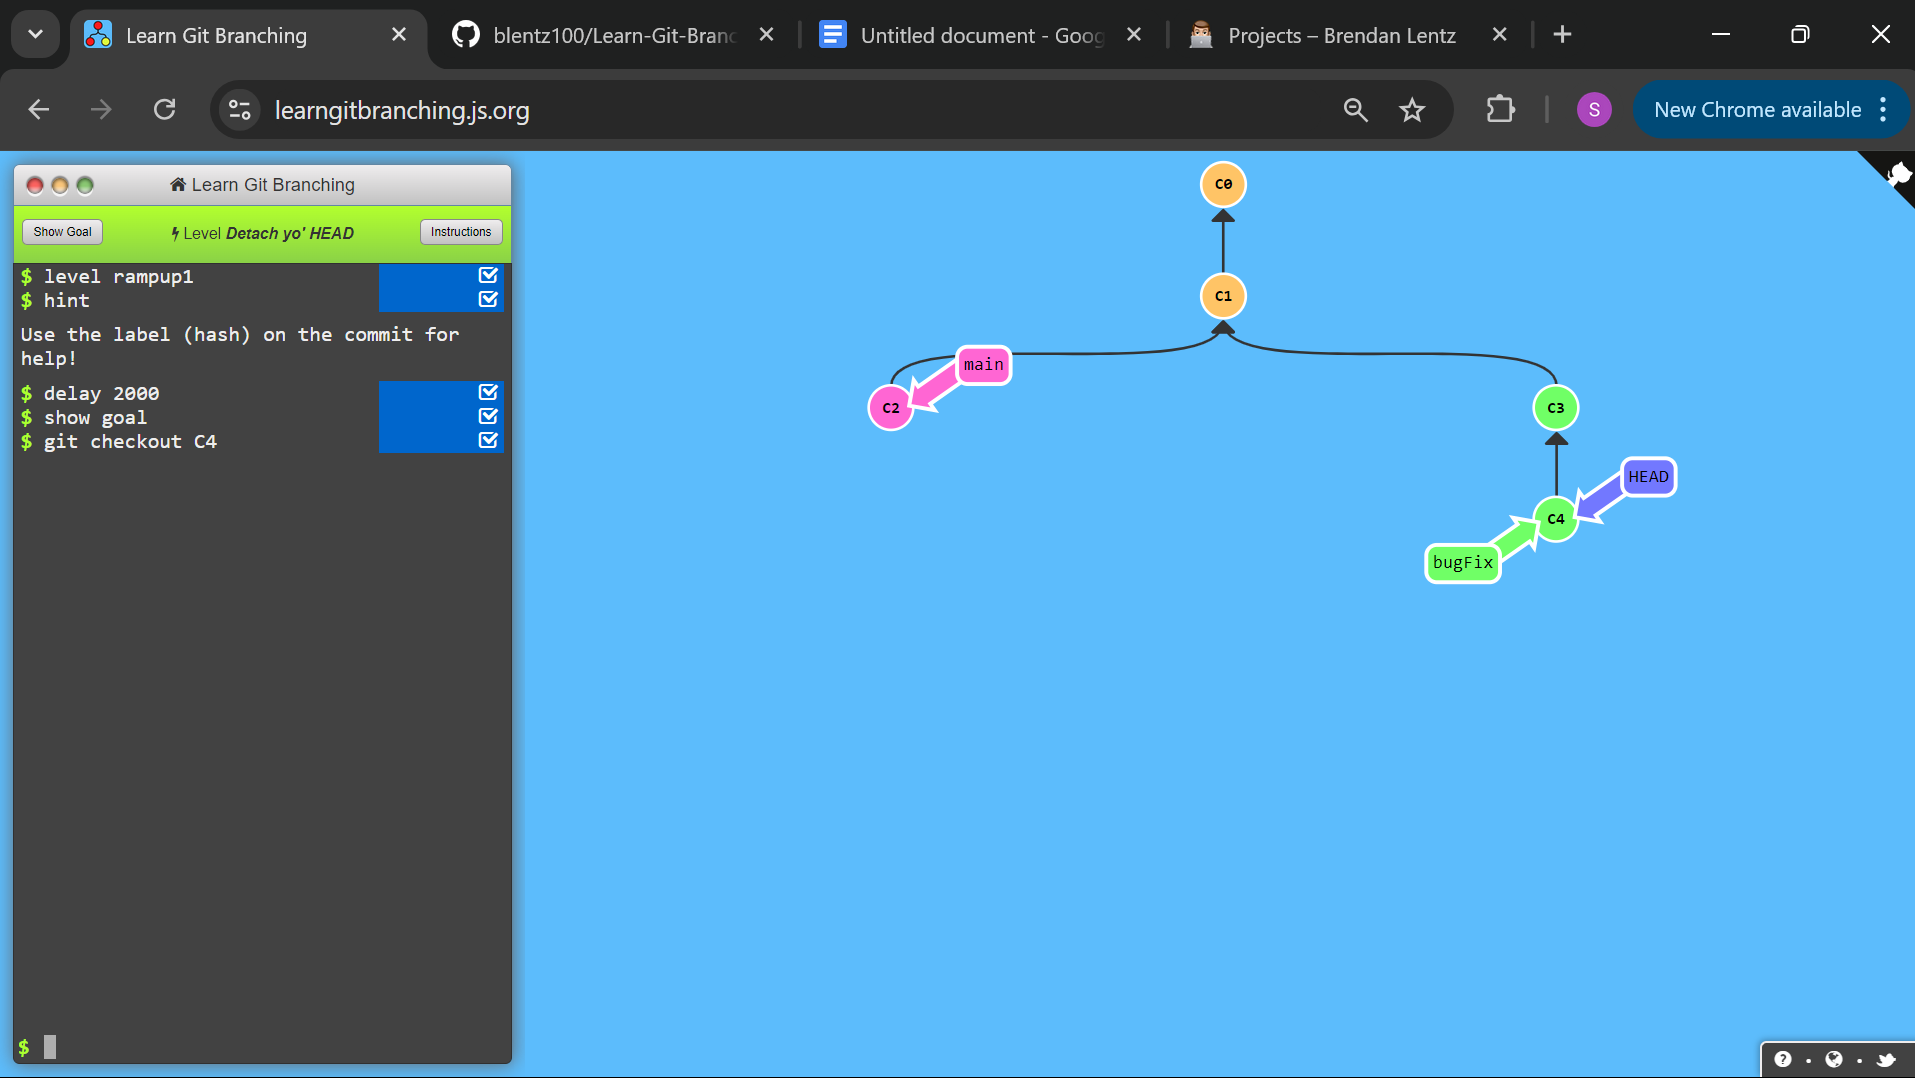 Learn Git Branching
blentz100/Learn-Git-Branc
Untitled document - Goog
Projects – Brendan Lentz
learngitbranching.js.org
S
New Chrome available
Learn Git Branching
Show Goal
Level Detach yo' HEAD
Instructions
$ level rampup1
$ hint
Use the label (hash) on the commit for
help!
$ delay 2000
$ show goal
$ git checkout C4
$
C0
C1
main
C2
C3
HEAD
C4
bugFix
?